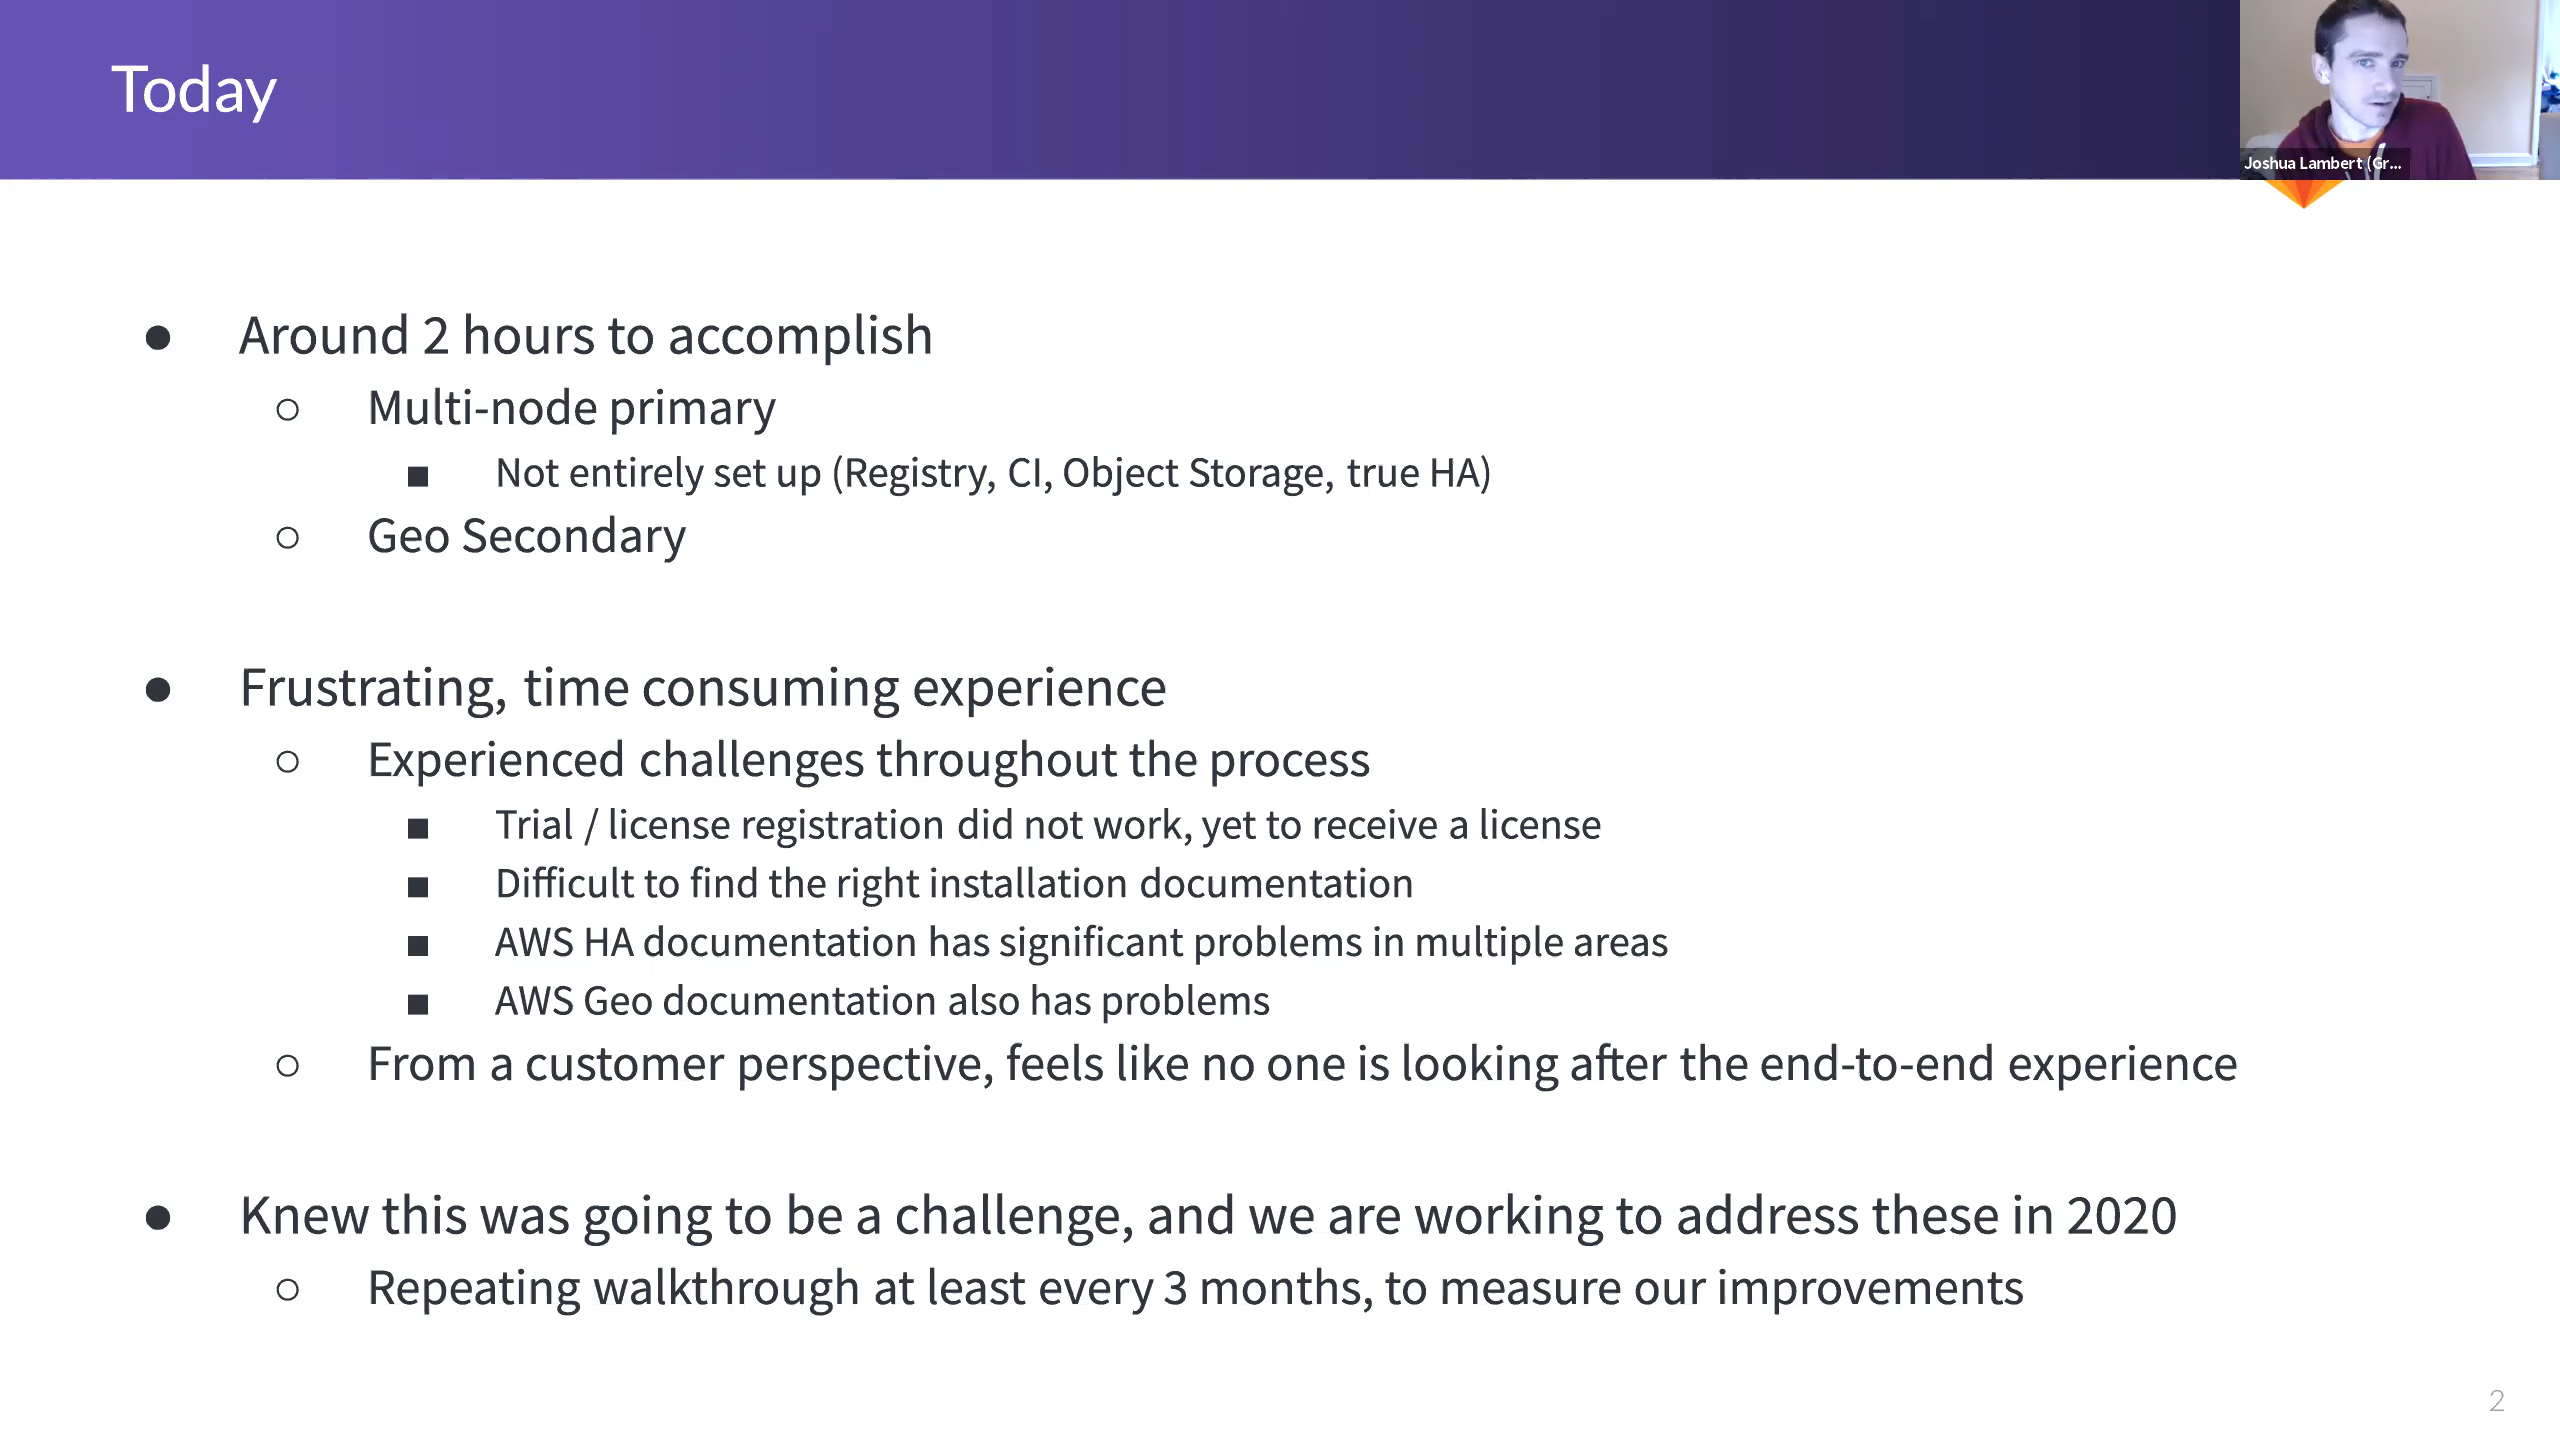 Today
Joshua Lambert (Gr...
● Around 2 hours to accomplish
○ Multi-node primary
■ Not entirely set up (Registry, CI, Object Storage, true HA)
○ Geo Secondary
● Frustrating, time consuming experience
○ Experienced challenges throughout the process
■ Trial / license registration did not work, yet to receive a license
■ Difficult to find the right installation documentation
■ AWS HA documentation has significant problems in multiple areas
■ AWS Geo documentation also has problems
○ From a customer perspective, feels like no one is looking after the end-to-end experience
● Knew this was going to be a challenge, and we are working to address these in 2020
○ Repeating walkthrough at least every 3 months, to measure our improvements
2